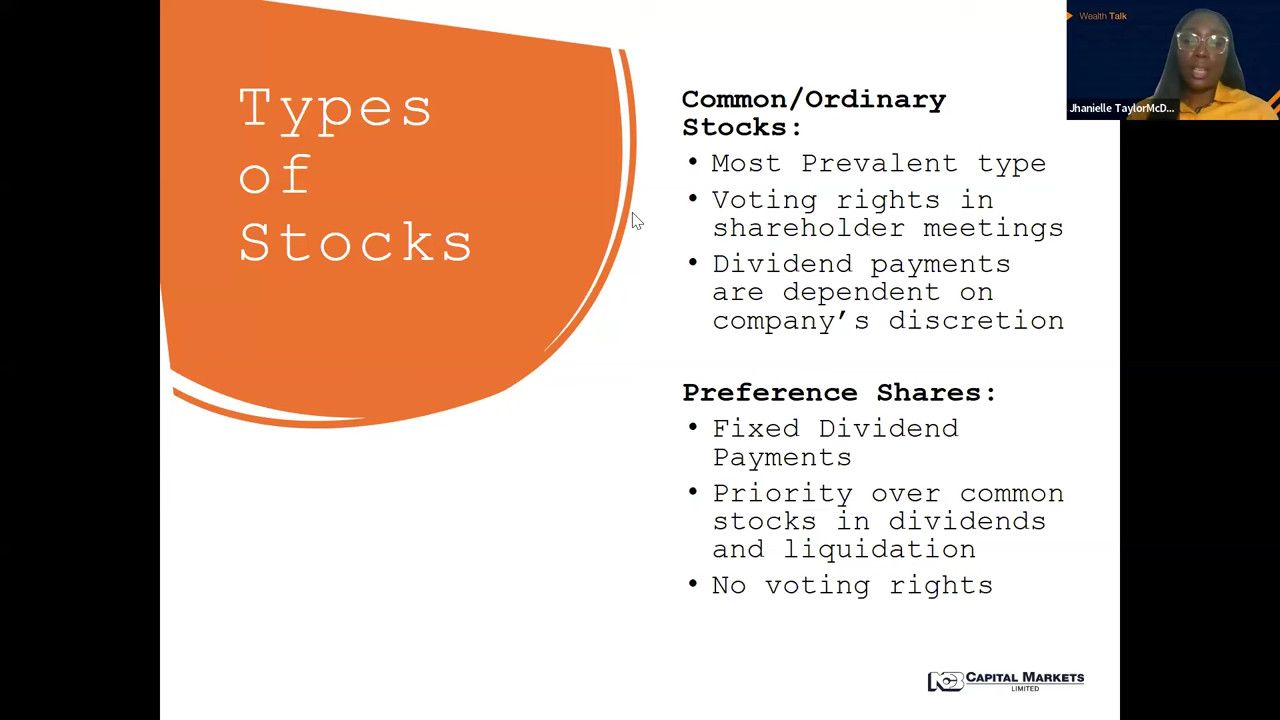 Types
of
Stocks
Common/Ordinary
Stocks:
• Most Prevalent type
• Voting rights in
shareholder meetings
• Dividend payments
are dependent on
company’s discretion
Preference Shares:
• Fixed Dividend
Payments
• Priority over common
stocks in dividends
and liquidation
• No voting rights
NCB CAPITAL MARKETS
LIMITED
Wealth Talk
Jhanielle TaylorMcD...